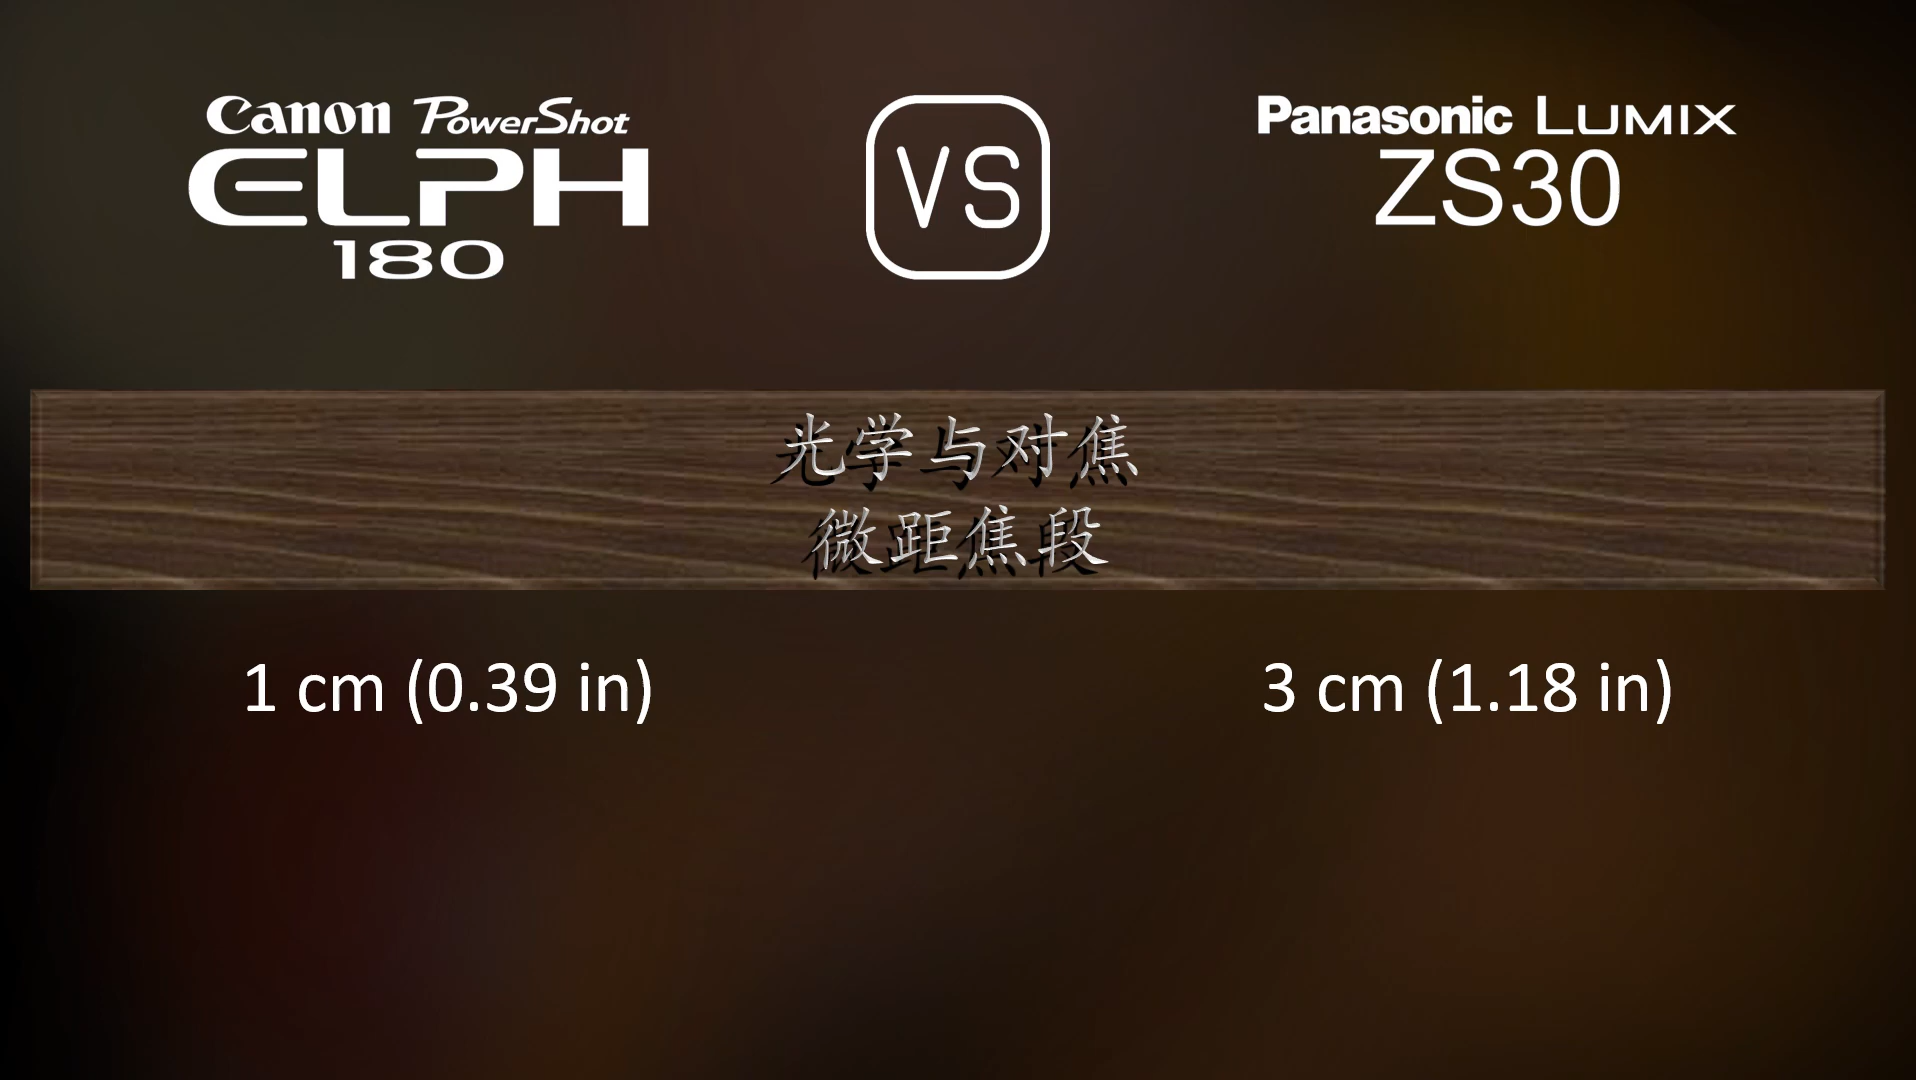 Canon PowerShot
ELPH
180
VS
Panasonic LUMIX
ZS30
光学与对焦
微距焦段
1 cm (0.39 in)
3 cm (1.18 in)